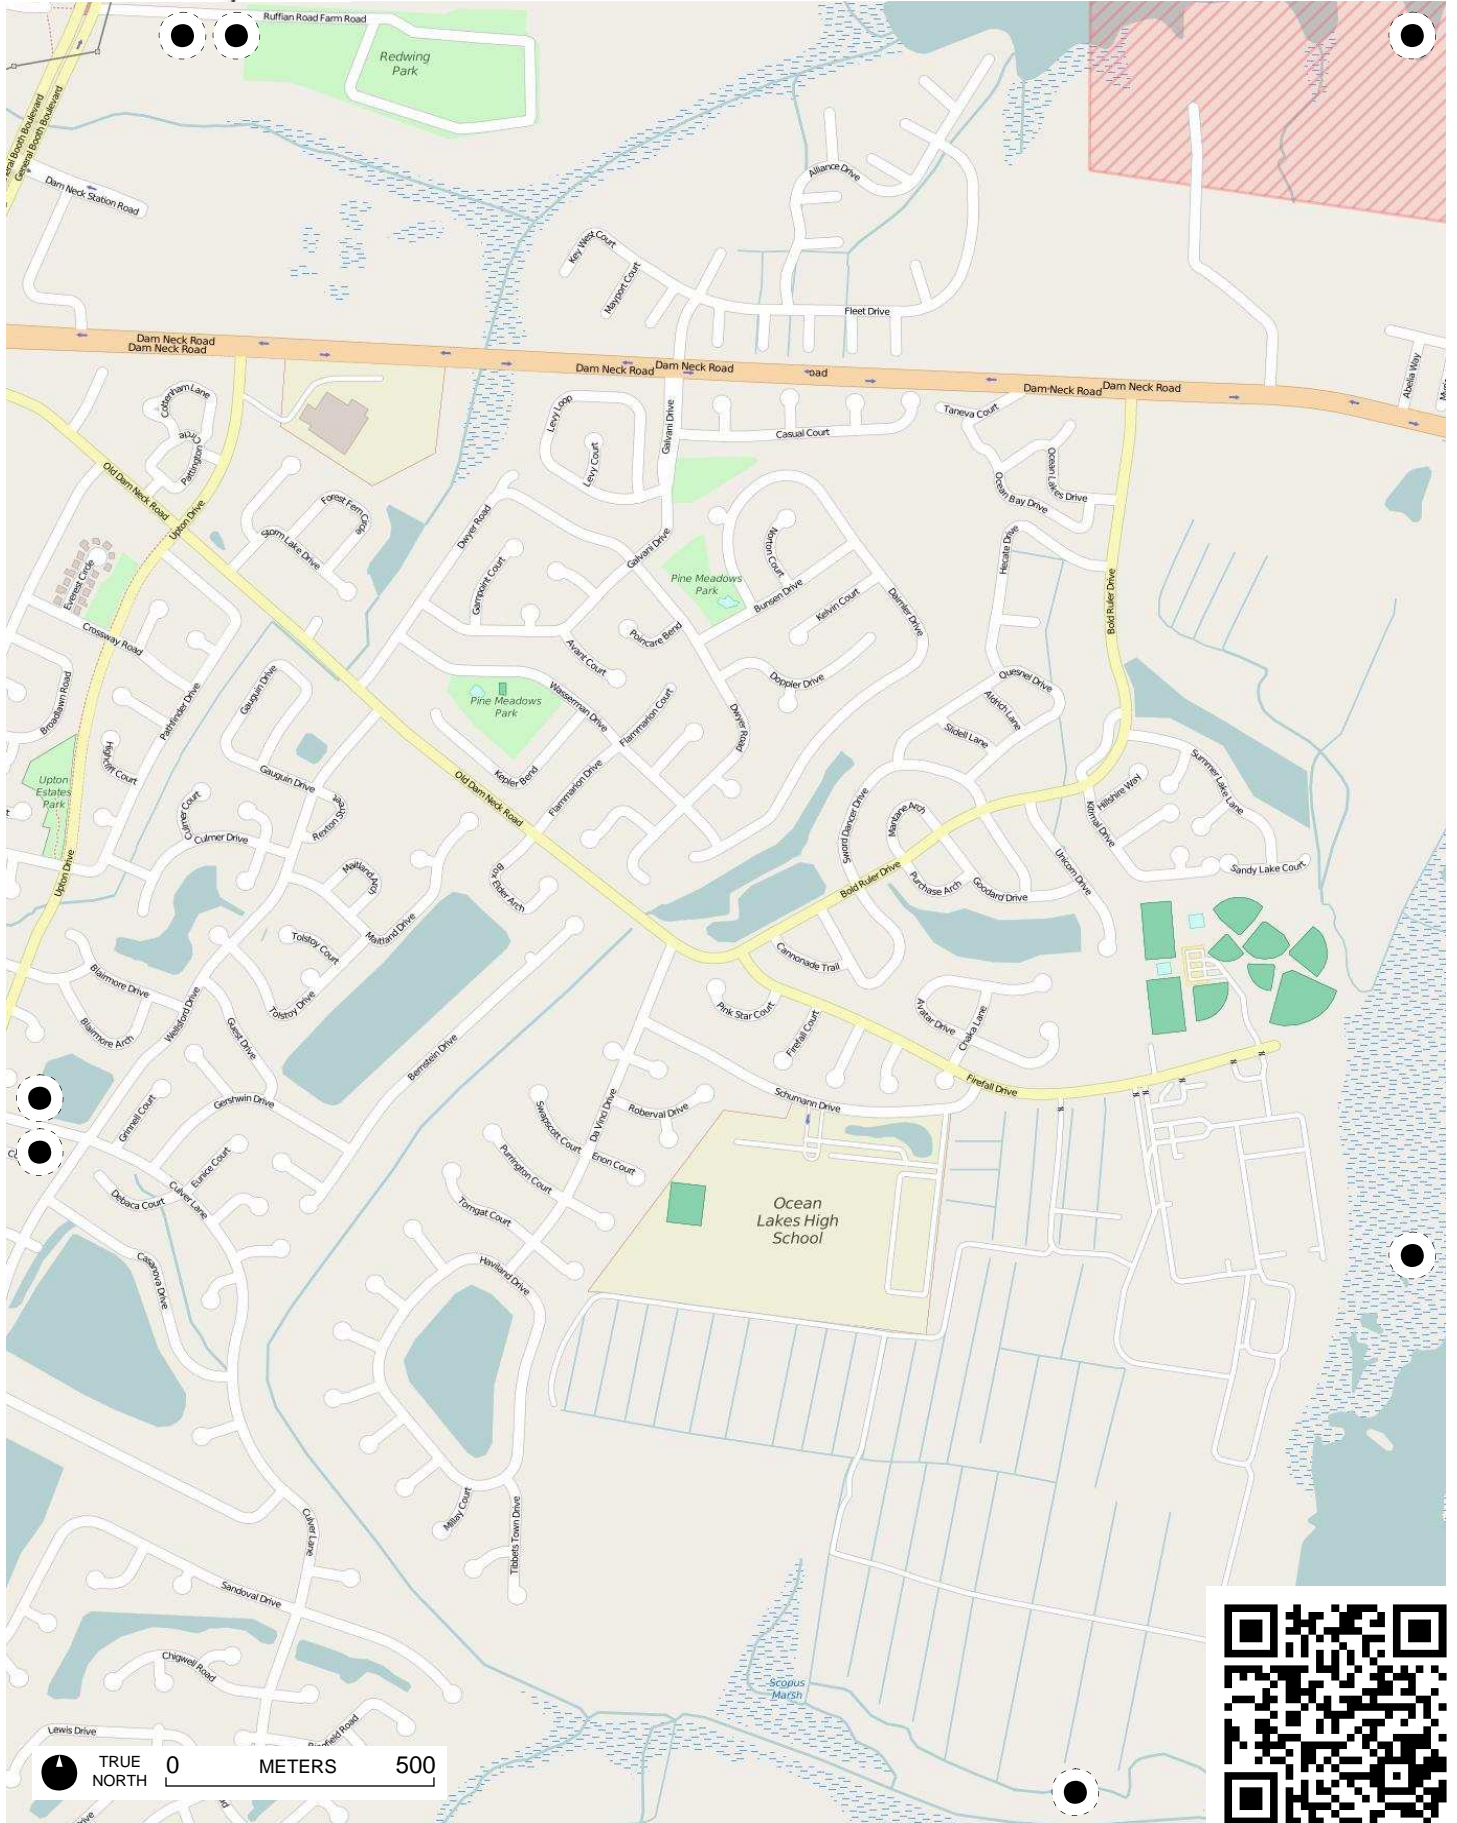 Ruffian Road Farm Road
Redwing
Park
General Booth Boulevard
Dam Neck Station Road
Alliance Drive
Key West Court
Mayport Court
Fleet Drive
Dam Neck Road
Dam Neck Road
Dam Neck Road
Dam Neck Road
oad
Dam Neck Road
Dam Neck Road
Abelia Way
Cottenham Lane
Pattington
Circle
Levy Loop
Levy Court
Galvani Drive
Casual Court
Taneva Court
Ocean Lakes Drive
Ocean Bay Drive
Old Dam Neck Road
Upton Drive
Forest Fern Circle
Storm Lake Drive
Dwyer Road
Galvani Drive
Norton Court
Hecate Drive
Everest Circle
Garnpoint Court
Pine Meadows
Park
Bunsen Drive
Kelvin Court
Daimler Drive
Bold Ruler Drive
Crossway Road
Poincare Bend
Avant Court
Doppler Drive
Quesnel Drive
Aldrich Lane
Slidell Lane
Broadlawn Road
Pathfinder Drive
Gauguin Drive
Pine Meadows
Park
Wasserman Drive
Flammarion Court
Dwyer Road
Highcliff Court
Upton
Estates
Park
Gauguin Drive
Rexton Street
Kepler Bend
Old Dam Neck Road
Flammarion Drive
Summer Lake Lane
Hillshire Way
Kittimal Drive
Culmer Court
Culmer Drive
Sword Dancer Drive
Mantane Arch
Unicorn Drive
Sandy Lake Court
Upton Drive
Maitland Arch
Box
Elder Arch
Bold Ruler Drive
Purchase Arch
Goodard Drive
Maitland Drive
Tolstoy Court
Cannonade Trail
Blairmore Drive
Tolstoy Drive
Wellsford Drive
Blairmore Arch
Guest Drive
Pink Star Court
Firefall Court
Avatar Drive
Chaka Lane
Bernstein Drive
Firefall Drive
Grinnell Court
Gershwin Drive
Schumann Drive
Roberval Drive
Da Vinci Drive
Swapscott Court
Enon Court
Purrington Court
Eunice Court
Debaca Court
Culver Lane
Torngat Court
Ocean
Lakes High
School
Casanova Drive
Haviland Drive
Millay Court
Tibbets Town Drive
Culver Lane
Sandoval Drive
Chigwell Road
Scopus
Marsh
Lewis Drive
TRUE
NORTH
0 METERS 500